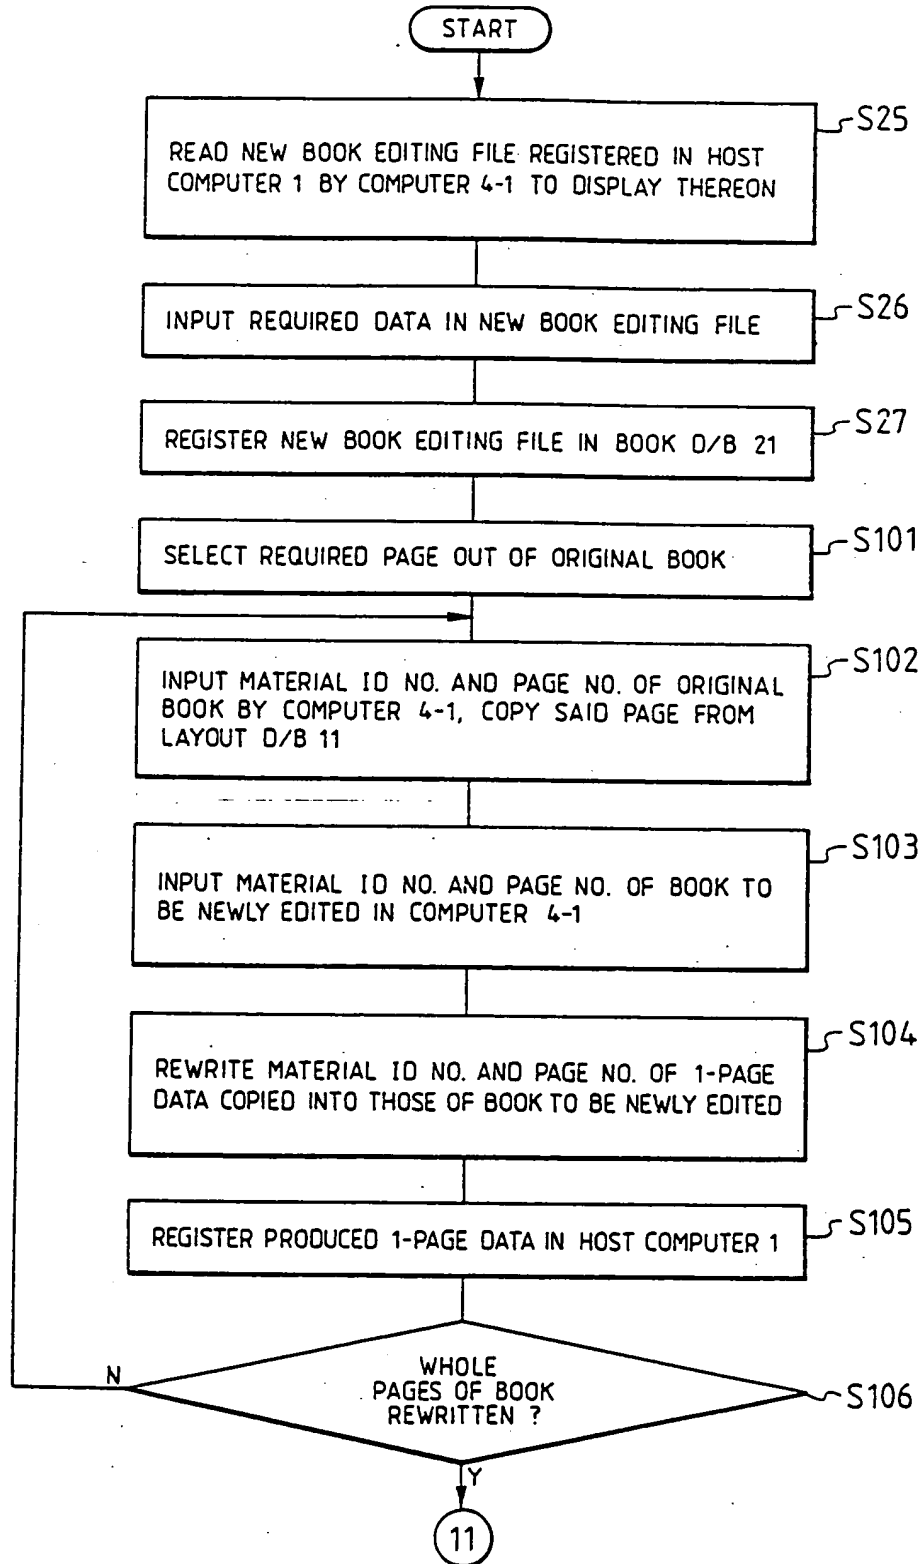 START
S25
READ NEW BOOK EDITING FILE REGISTERED IN HOST
COMPUTER 1 BY COMPUTER 4-1 TO DISPLAY THEREON
S26
INPUT REQUIRED DATA IN NEW BOOK EDITING FILE
S27
REGISTER NEW BOOK EDITING FILE IN BOOK D/B 21
S101
SELECT REQUIRED PAGE OUT OF ORIGINAL BOOK
S102
INPUT MATERIAL ID NO. AND PAGE NO. OF ORIGINAL
BOOK BY COMPUTER 4-1, COPY SAID PAGE FROM
LAYOUT D/B 11
S103
INPUT MATERIAL ID NO. AND PAGE NO. OF BOOK TO
BE NEWLY EDITED IN COMPUTER 4-1
S104
REWRITE MATERIAL ID NO. AND PAGE NO. OF 1-PAGE
DATA COPIED INTO THOSE OF BOOK TO BE NEWLY EDITED
S105
REGISTER PRODUCED 1-PAGE DATA IN HOST COMPUTER 1
N
WHOLE
PAGES OF BOOK
REWRITTEN ?
S106
Y
11